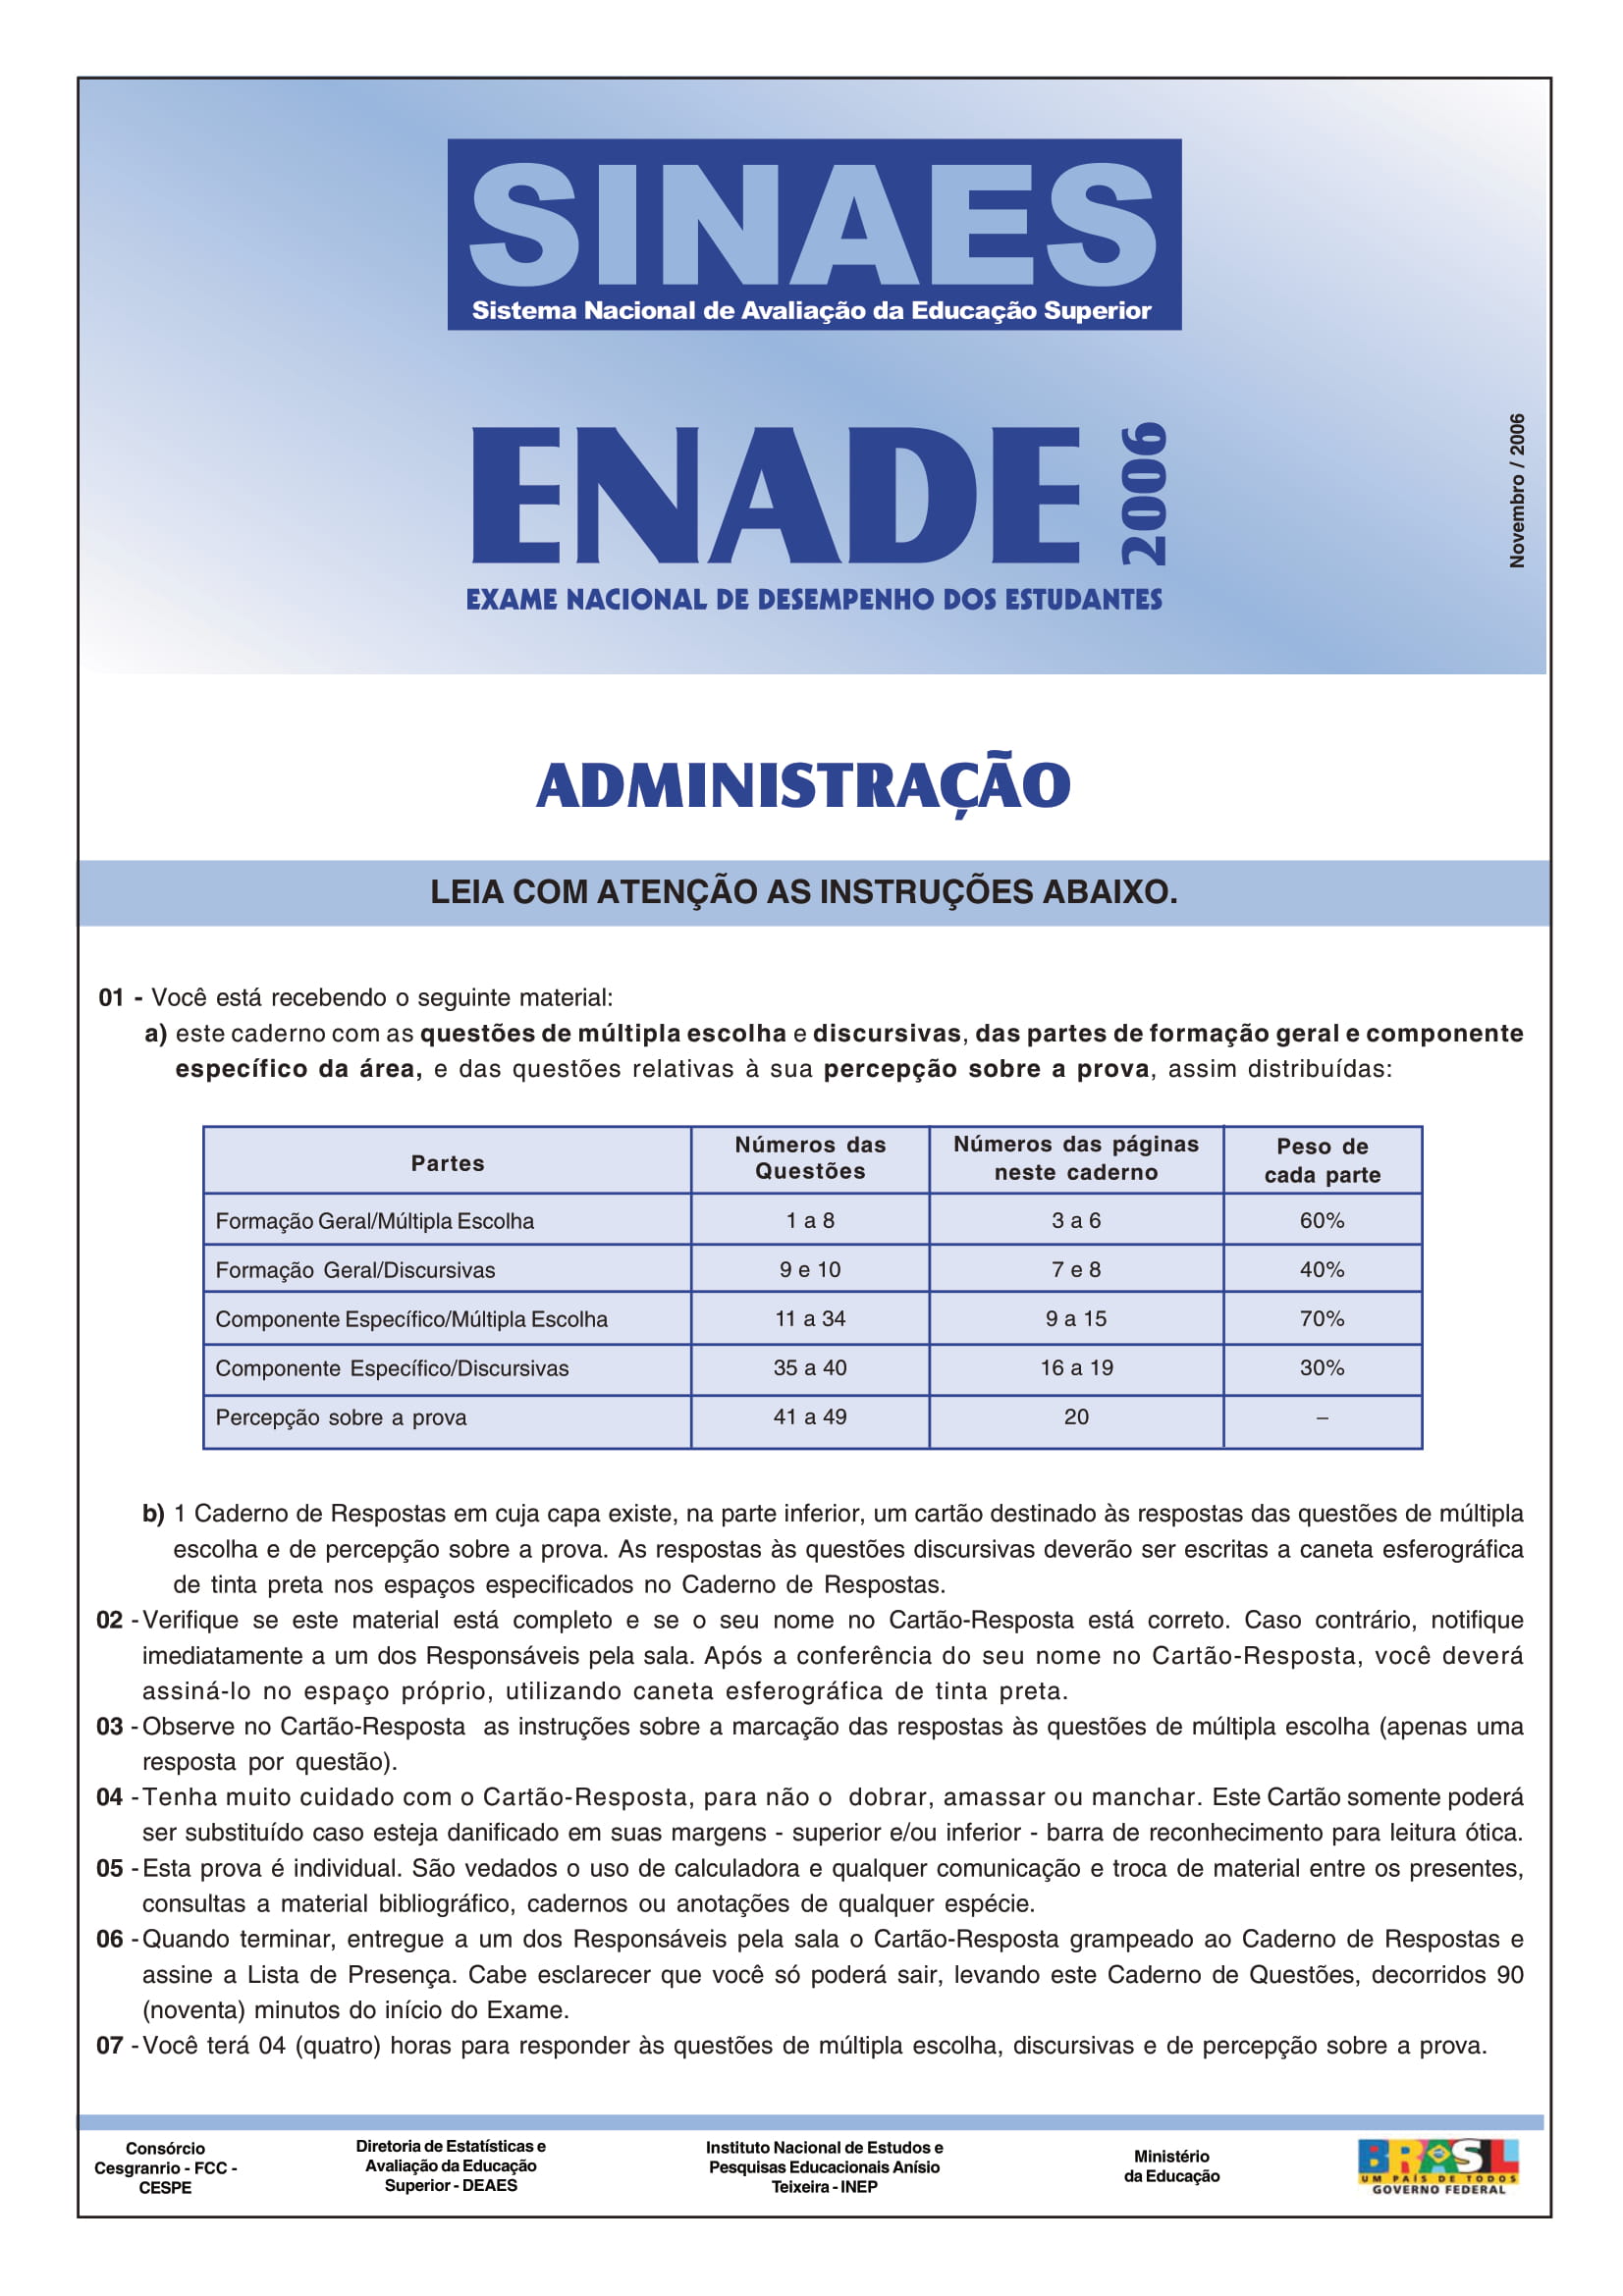 SINAES
Sistema Nacional de Avaliação da Educação Superior
ENADE 2006
EXAME NACIONAL DE DESEMPENHO DOS ESTUDANTES
Novembro / 2006
ADMINISTRAÇÃO
LEIA COM ATENÇÃO AS INSTRUÇÕES ABAIXO.
01 - Você está recebendo o seguinte material:
a) este caderno com as questões de múltipla escolha e discursivas, das partes de formação geral e componente
específico da área, e das questões relativas à sua percepção sobre a prova, assim distribuídas:
Partes
Números das
Questões
Números das páginas
neste caderno
Peso de
cada parte
Formação Geral/Múltipla Escolha 1 a 8 3 a 6 60%
Formação Geral/Discursivas 9 e 10 7 e 8 40%
Componente Específico/Múltipla Escolha 11 a 34 9 a 15 70%
Componente Específico/Discursivas 35 a 40 16 a 19 30%
Percepção sobre a prova 41 a 49 20 –
b) 1 Caderno de Respostas em cuja capa existe, na parte inferior, um cartão destinado às respostas das questões de múltipla
escolha e de percepção sobre a prova. As respostas às questões discursivas deverão ser escritas a caneta esferográfica
de tinta preta nos espaços especificados no Caderno de Respostas.
02 - Verifique se este material está completo e se o seu nome no Cartão-Resposta está correto. Caso contrário, notifique
imediatamente a um dos Responsáveis pela sala. Após a conferência do seu nome no Cartão-Resposta, você deverá
assiná-lo no espaço próprio, utilizando caneta esferográfica de tinta preta.
03 - Observe no Cartão-Resposta as instruções sobre a marcação das respostas às questões de múltipla escolha (apenas uma
resposta por questão).
04 - Tenha muito cuidado com o Cartão-Resposta, para não o dobrar, amassar ou manchar. Este Cartão somente poderá
ser substituído caso esteja danificado em suas margens - superior e/ou inferior - barra de reconhecimento para leitura ótica.
05 - Esta prova é individual. São vedados o uso de calculadora e qualquer comunicação e troca de material entre os presentes,
consultas a material bibliográfico, cadernos ou anotações de qualquer espécie.
06 - Quando terminar, entregue a um dos Responsáveis pela sala o Cartão-Resposta grampeado ao Caderno de Respostas e
assine a Lista de Presença. Cabe esclarecer que você só poderá sair, levando este Caderno de Questões, decorridos 90
(noventa) minutos do início do Exame.
07 - Você terá 04 (quatro) horas para responder às questões de múltipla escolha, discursivas e de percepção sobre a prova.
Consórcio
Cesgranrio - FCC -
CESPE
Diretoria de Estatísticas e
Avaliação da Educação
Superior - DEAES
Instituto Nacional de Estudos e
Pesquisas Educacionais Anísio
Teixeira - INEP
Ministério
da Educação
BRASIL
UM PAÍS DE TODOS
GOVERNO FEDERAL